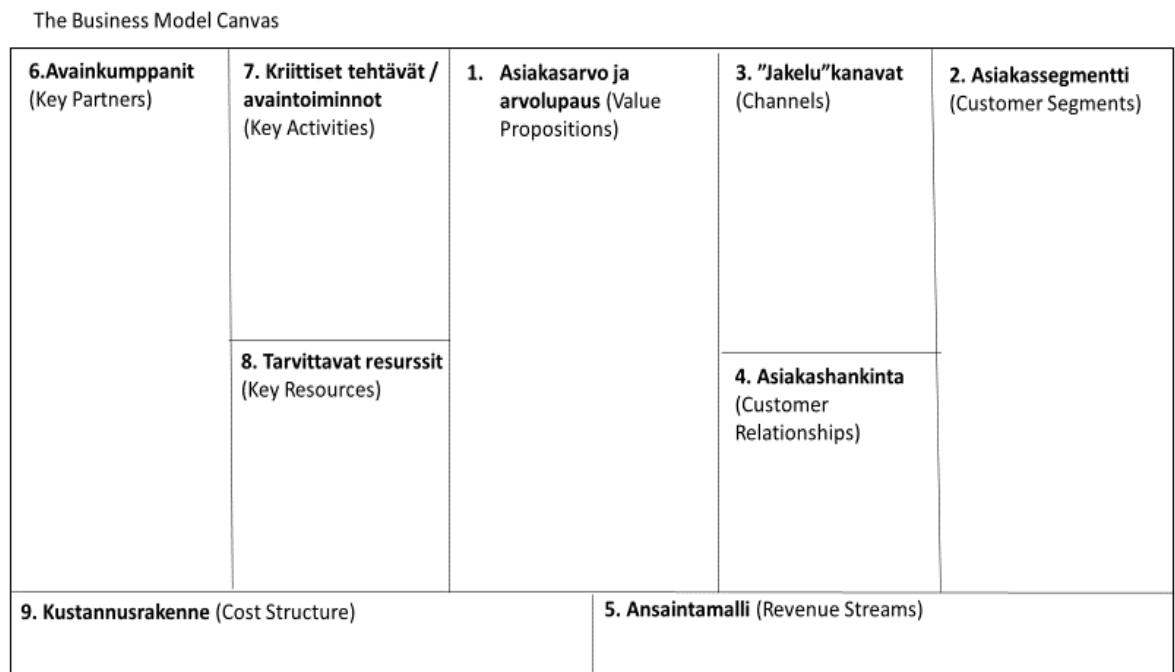 The Business Model Canvas
6.Avainkumppanit
(Key Partners)
7. Kriittiset tehtävät /
avaintoiminnot
(Key Activities)
8. Tarvittavat resurssit
(Key Resources)
1. Asiakasarvo ja
arvolupaus (Value
Propositions)
3. ”Jakelu”kanavat
(Channels)
4. Asiakashankinta
(Customer
Relationships)
2. Asiakassegmentti
(Customer Segments)
9. Kustannusrakenne (Cost Structure)
5. Ansaintamalli (Revenue Streams)